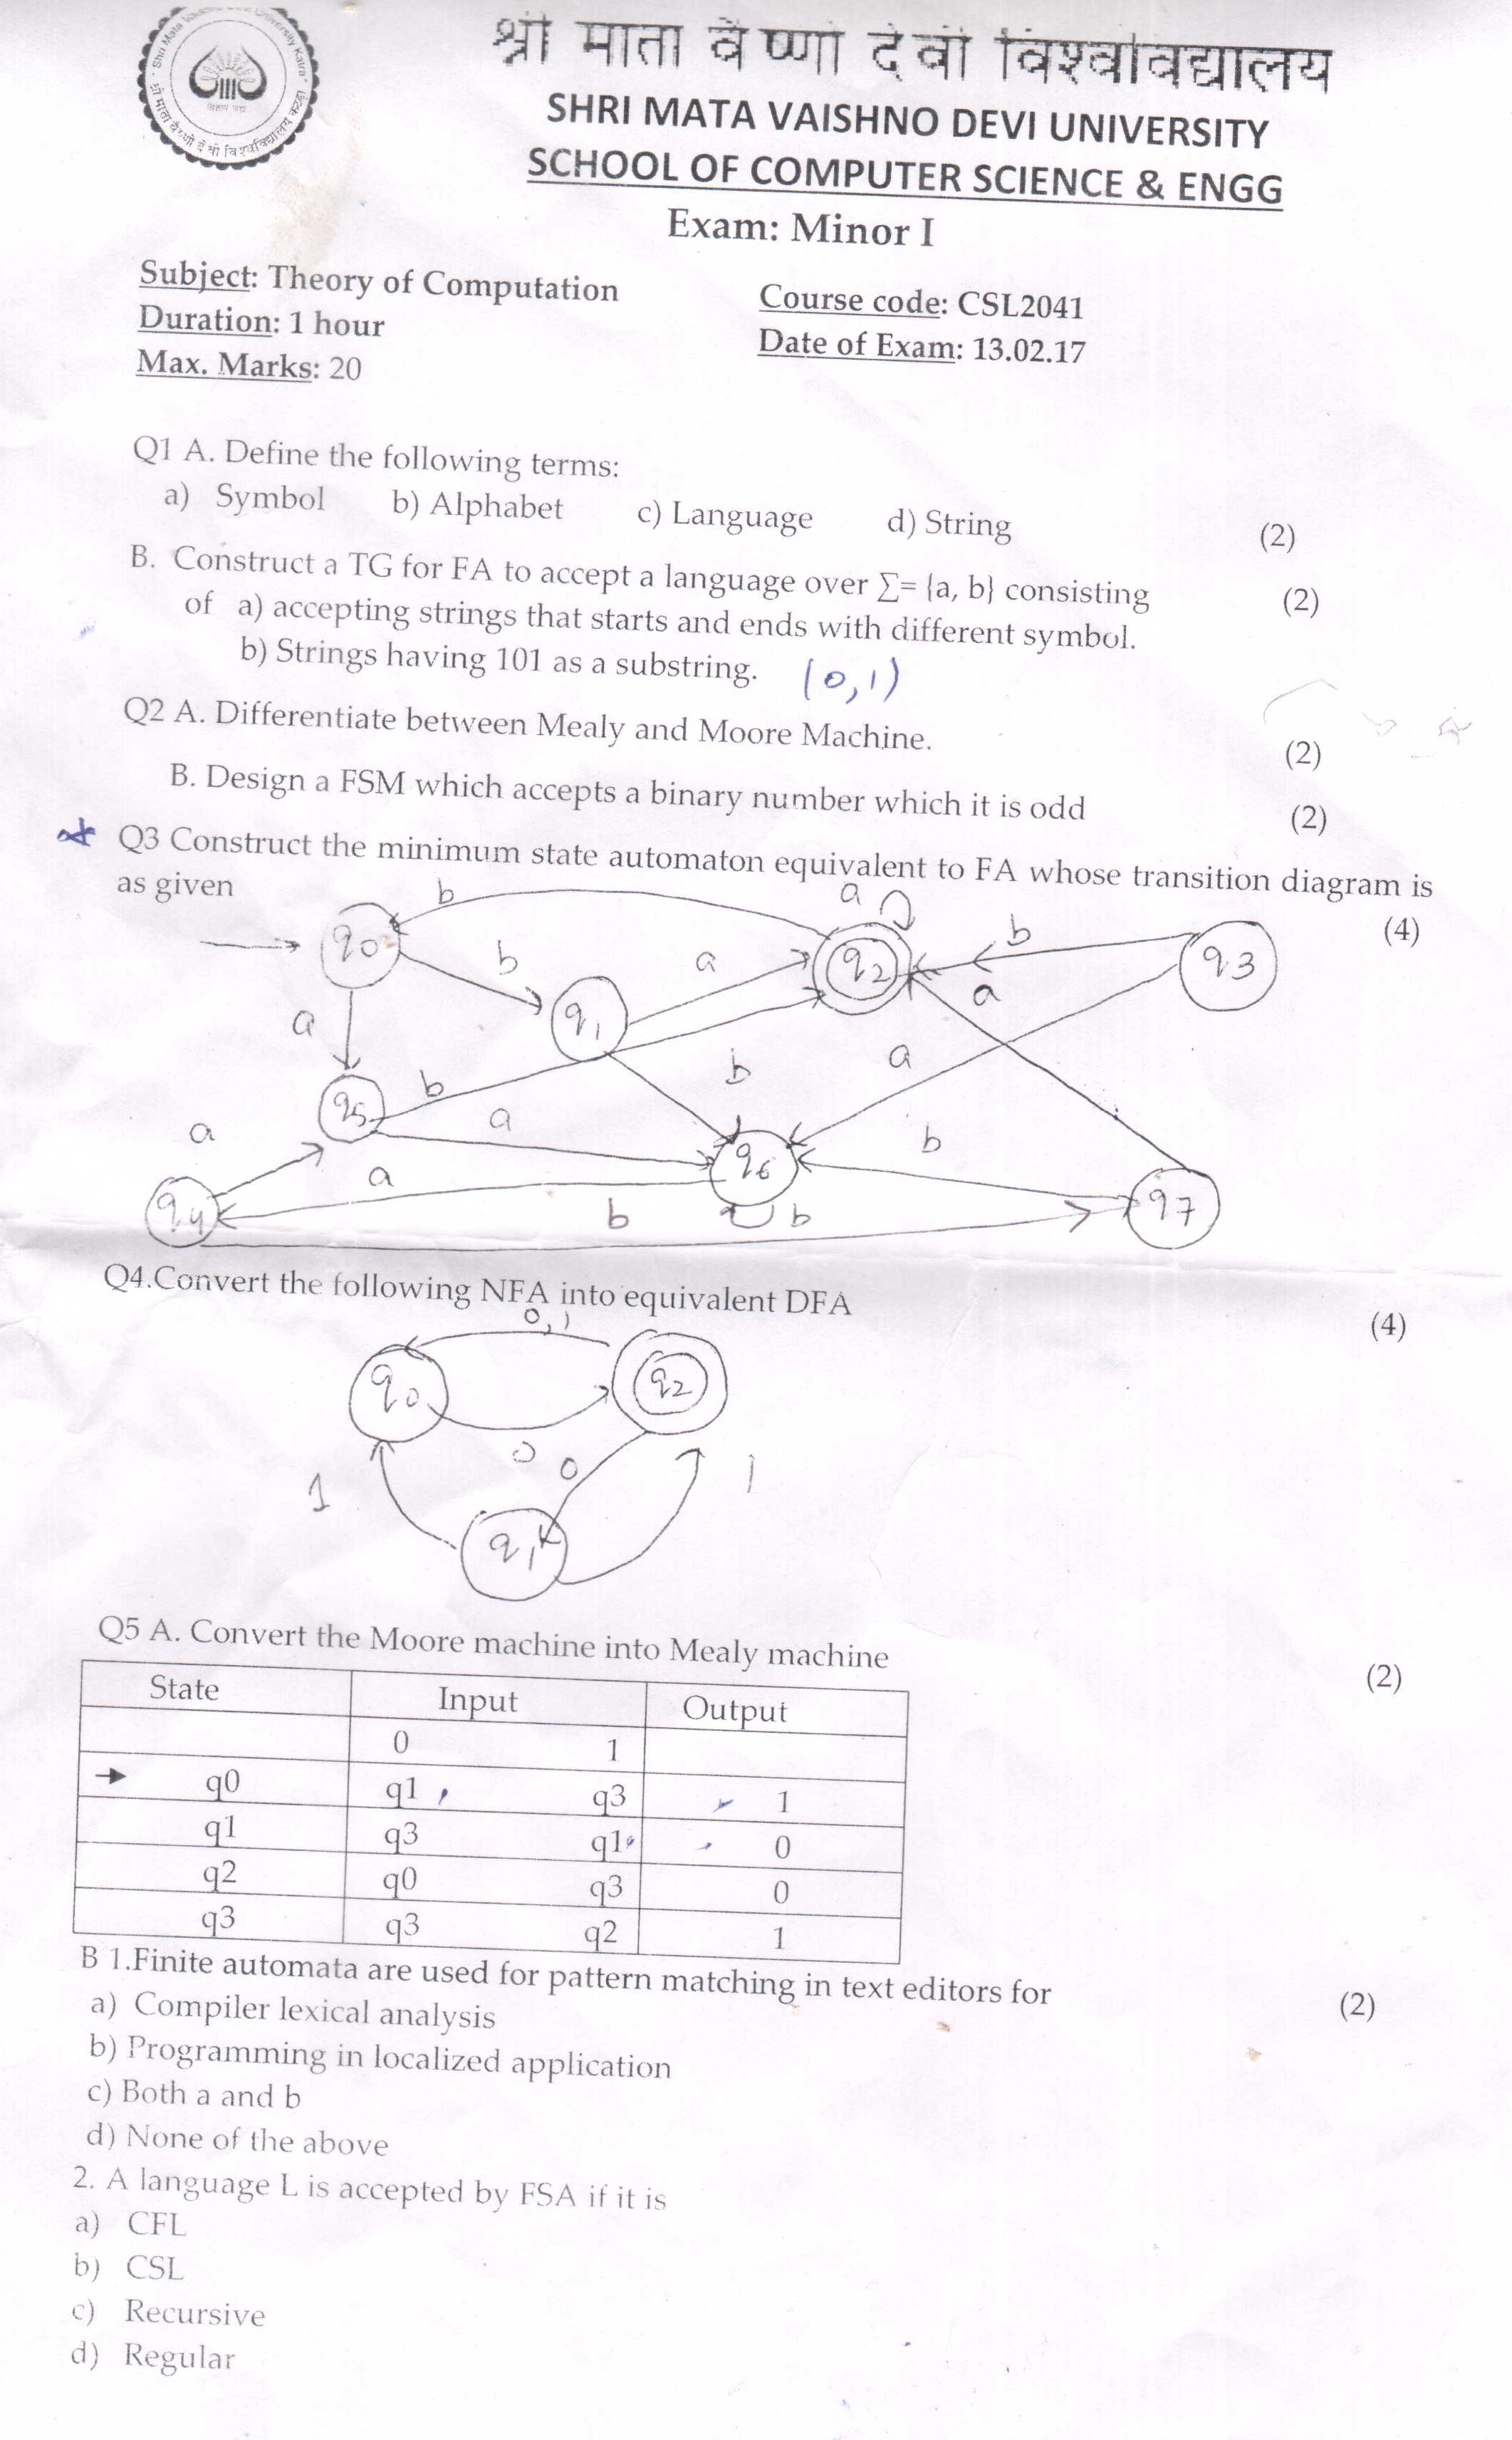 श्री माता वैष्णो देवी विश्वविद्यालय
SHRI MATA VAISHNO DEVI UNIVERSITY
SCHOOL OF COMPUTER SCIENCE & ENGG
Exam: Minor I
Subject: Theory of Computation
Course code: CSL2041
Duration: 1 hour
Date of Exam: 13.02.17
Max. Marks: 20
Q1 A. Define the following terms:
a) Symbol b) Alphabet c) Language d) String (2)
B. Construct a TG for FA to accept a language over ∑= {a, b} consisting (2)
of a) accepting strings that starts and ends with different symbol.
b) Strings having 101 as a substring. (0,1)
Q2 A. Differentiate between Mealy and Moore Machine. (2)
B. Design a FSM which accepts a binary number which it is odd (2)
Q3 Construct the minimum state automaton equivalent to FA whose transition diagram is
as given (4)
b a
q0 b a q2 b q3
a q1 a
b a
q5 b a b
a q6
q4 a b b q7
Q4.Convert the following NFA into equivalent DFA (4)
0,1
q0 q2
0
1 0 1
q1
Q5 A. Convert the Moore machine into Mealy machine (2)
State Input Output
0 1
q0 q1 q3 1
q1 q3 q1 0
q2 q0 q3 0
q3 q3 q2 1
B 1.Finite automata are used for pattern matching in text editors for (2)
a) Compiler lexical analysis
b) Programming in localized application
c) Both a and b
d) None of the above
2. A language L is accepted by FSA if it is
a) CFL
b) CSL
c) Recursive
d) Regular